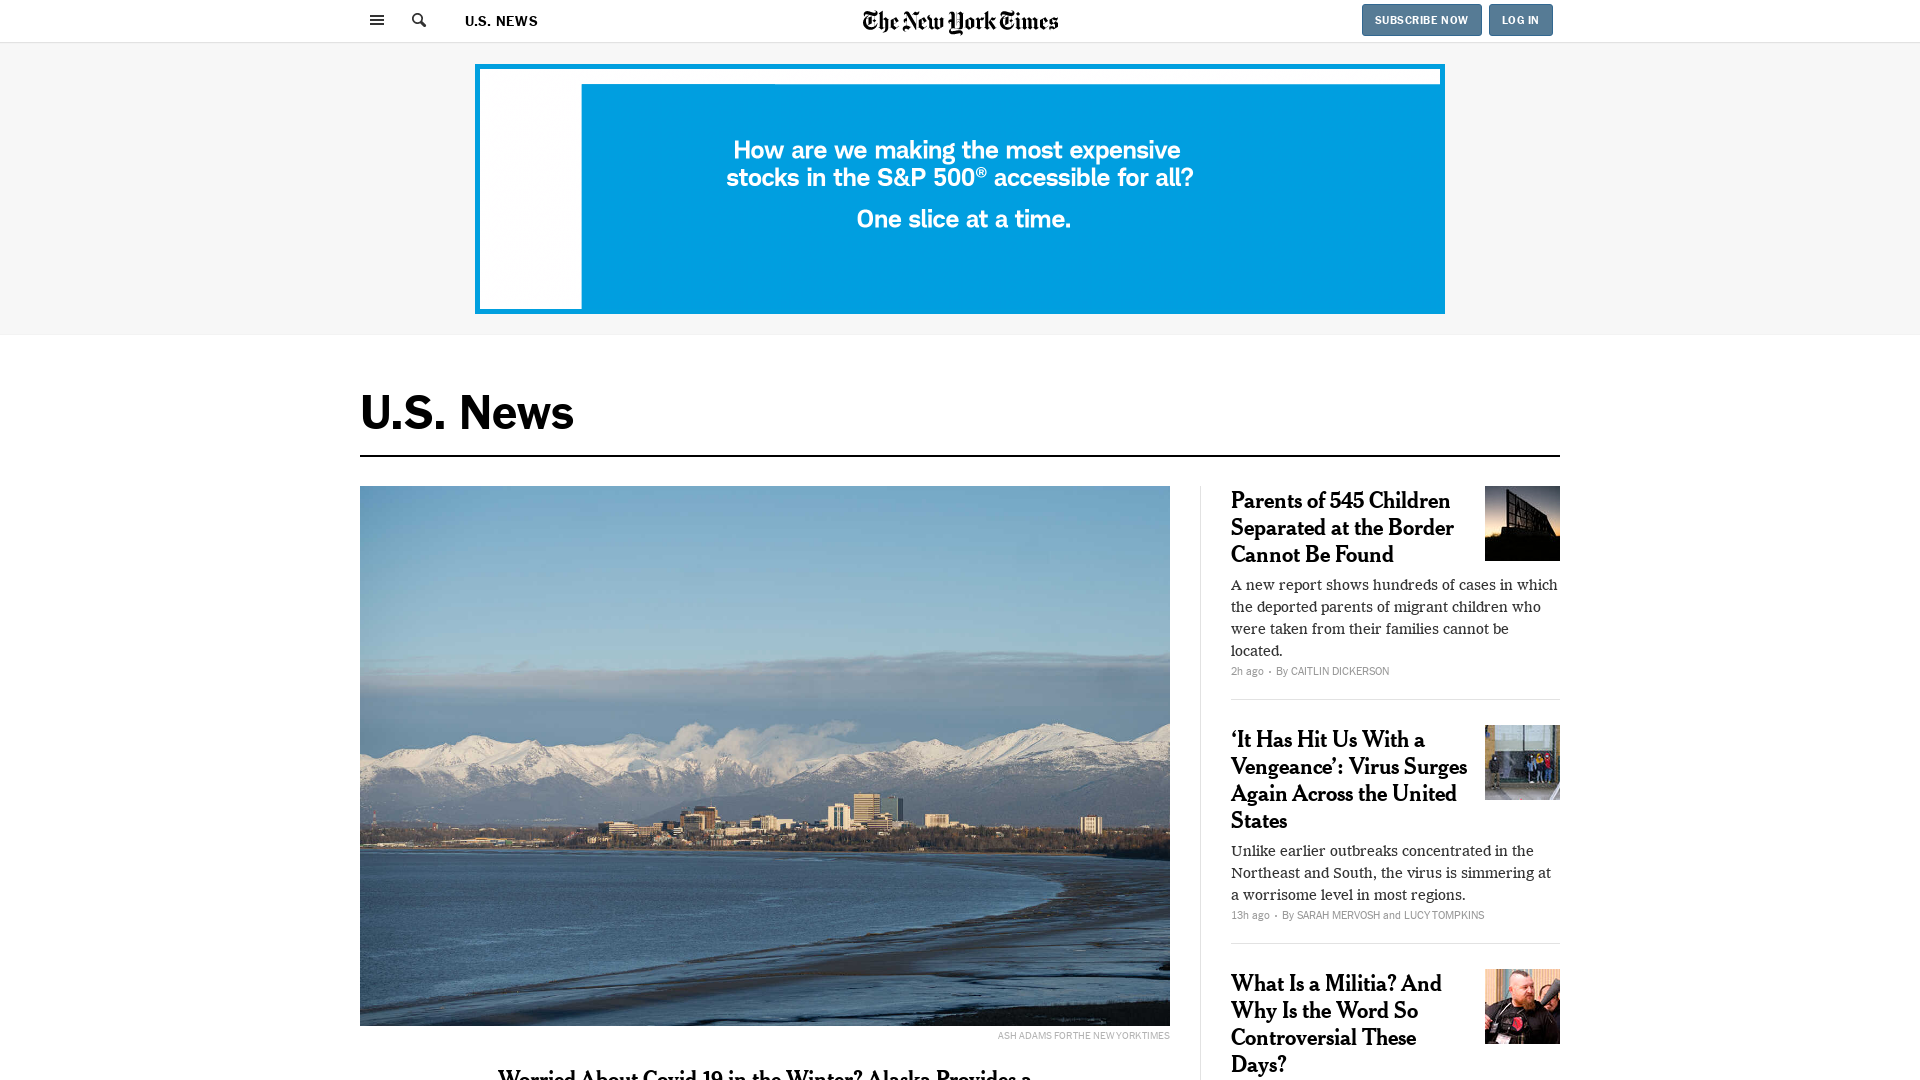 U.S. NEWS
The New York Times
SUBSCRIBE NOW
LOG IN
How are we making the most expensive
stocks in the S&P 500® accessible for all?
One slice at a time.
U.S. News
ASH ADAMS FOR THE NEW YORK TIMES
Worried About Covid-19 in the Winter? Alaska Provides a
Parents of 545 Children
Separated at the Border
Cannot Be Found
A new report shows hundreds of cases in which
the deported parents of migrant children who
were taken from their families cannot be
located.
2h ago · By CAITLIN DICKERSON
‘It Has Hit Us With a
Vengeance’: Virus Surges
Again Across the United
States
Unlike earlier outbreaks concentrated in the
Northeast and South, the virus is simmering at
a worrisome level in most regions.
13h ago · By SARAH MERVOSH and LUCY TOMPKINS
What Is a Militia? And
Why Is the Word So
Controversial These
Days?